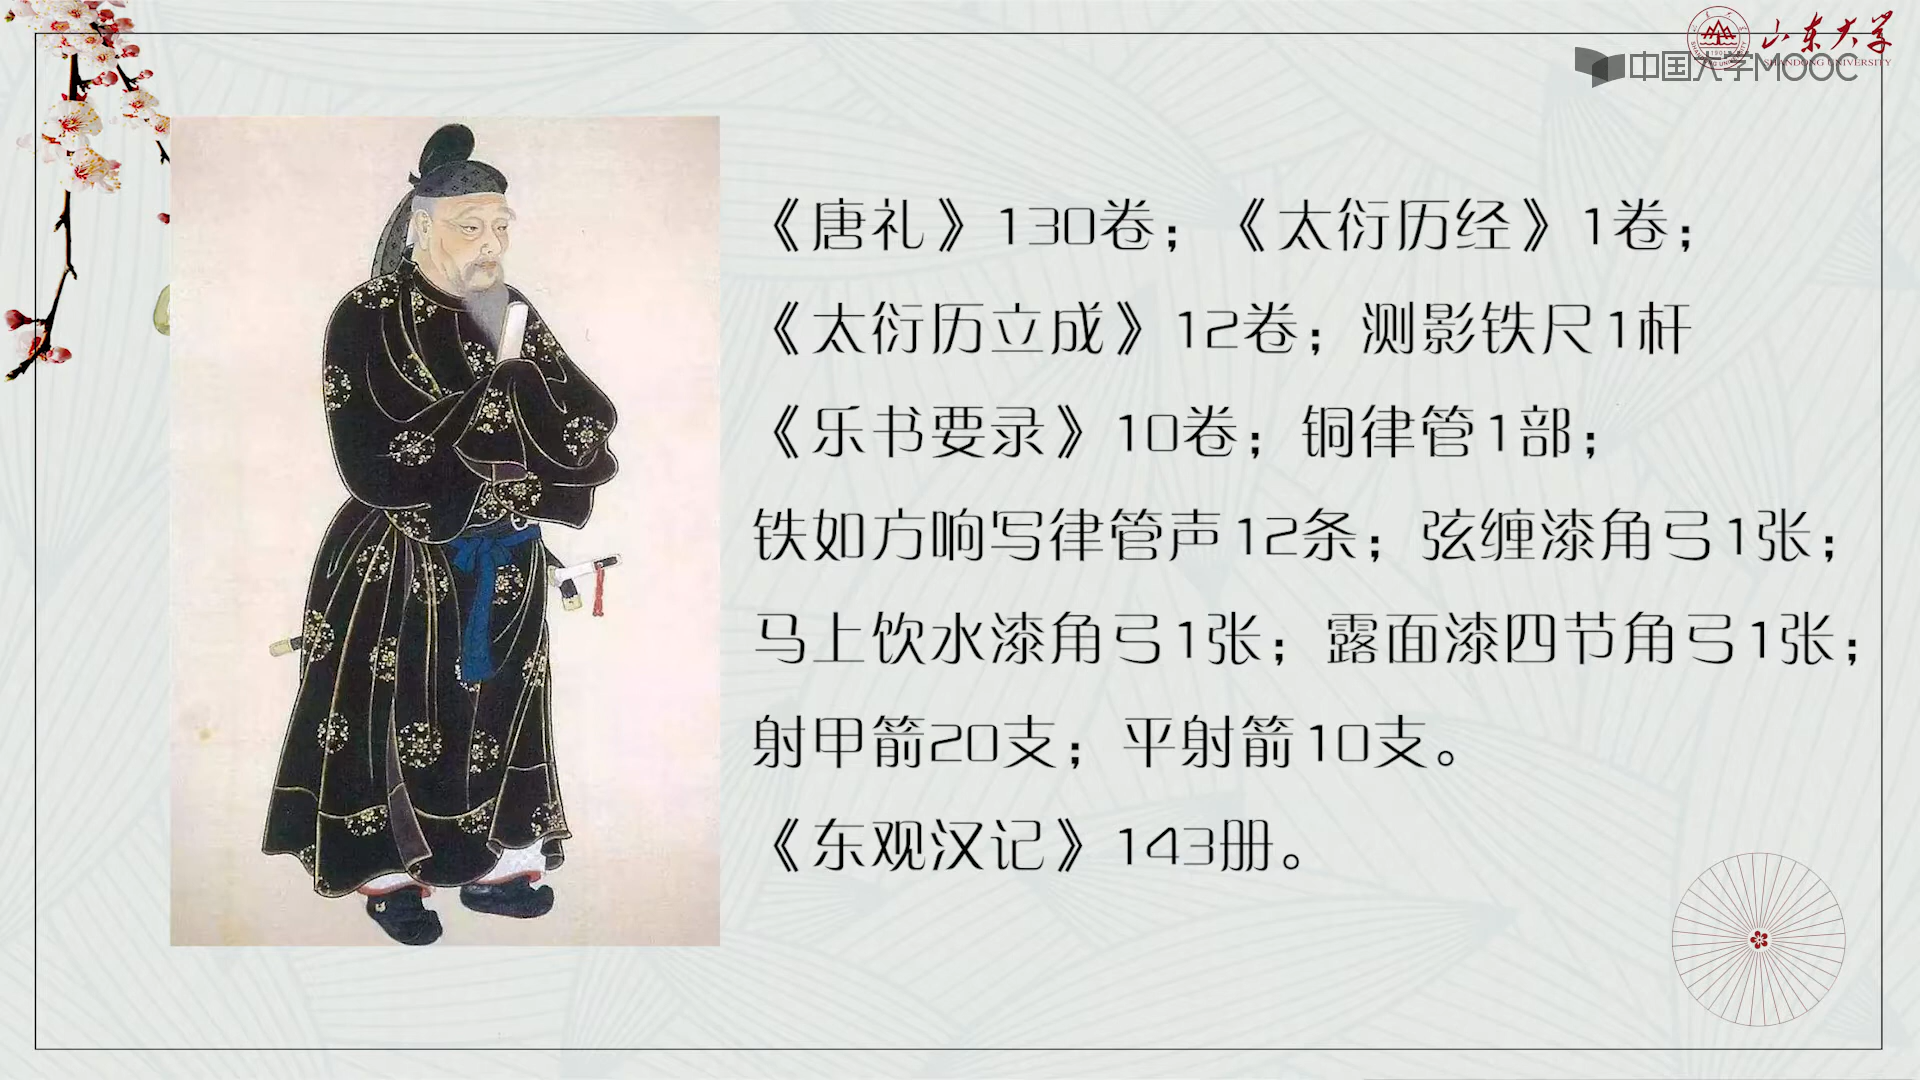 山东大学
SHANDONG UNIVERSITY
中国大学MOOC
《唐礼》130卷；《太衍历经》1卷；
《太衍历立成》12卷；测影铁尺1杆
《乐书要录》10卷；铜律管1部；
铁如方响写律管声12条；弦缠漆角弓1张；
马上饮水漆角弓1张；露面漆四节角弓1张；
射甲箭20支；平射箭10支。
《东观汉记》143册。